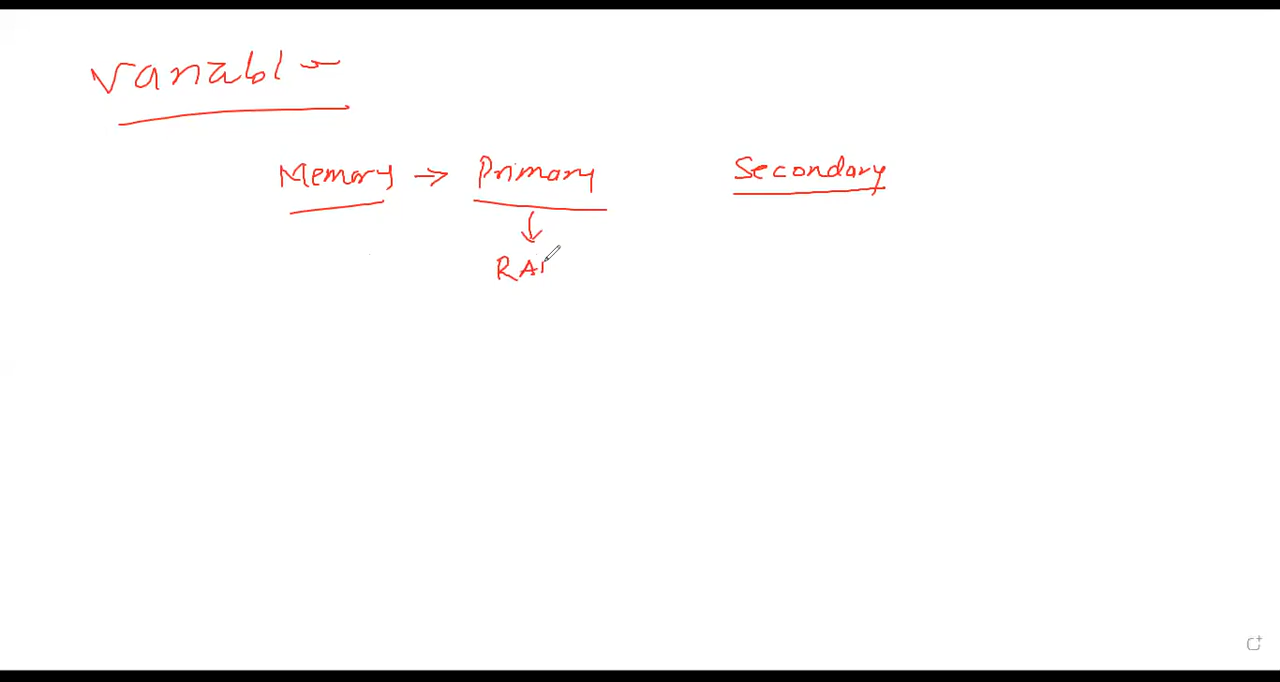 Variable
Memory → Primary Secondary
↓
RA